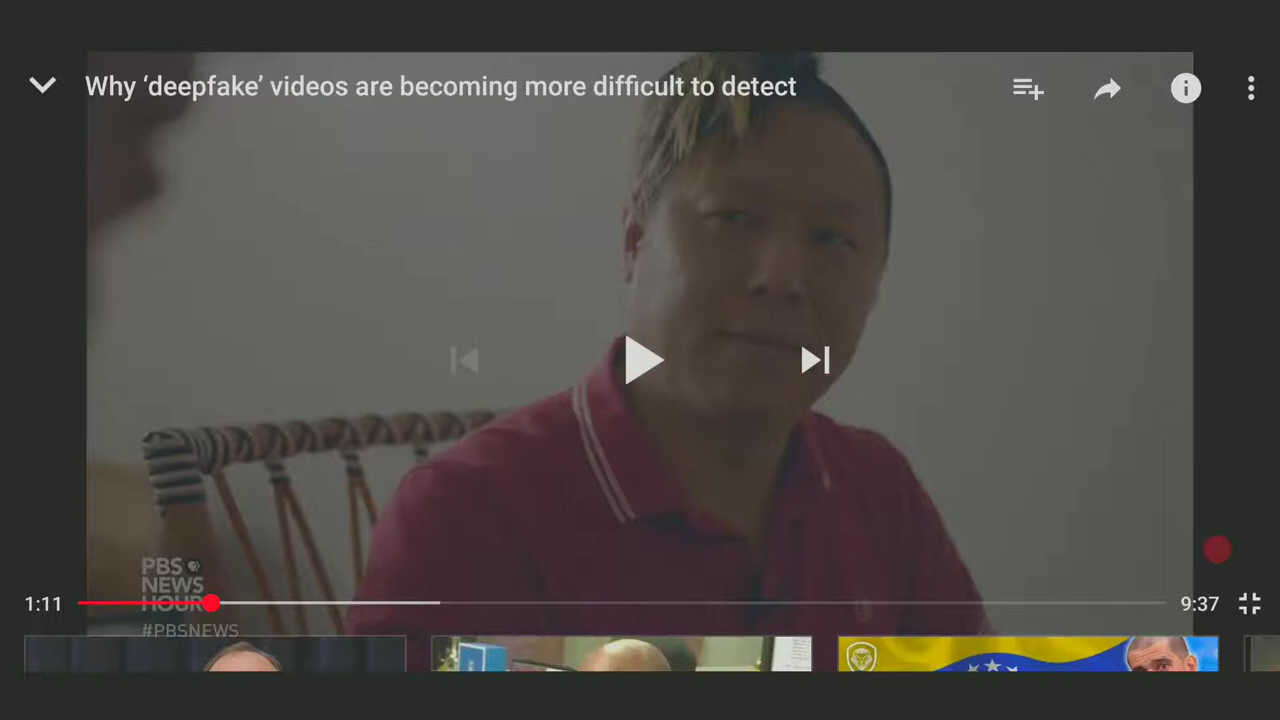 Why ‘deepfake’ videos are becoming more difficult to detect
PBS
NEWS
HOUR
1:11
9:37
#PBSNEWS